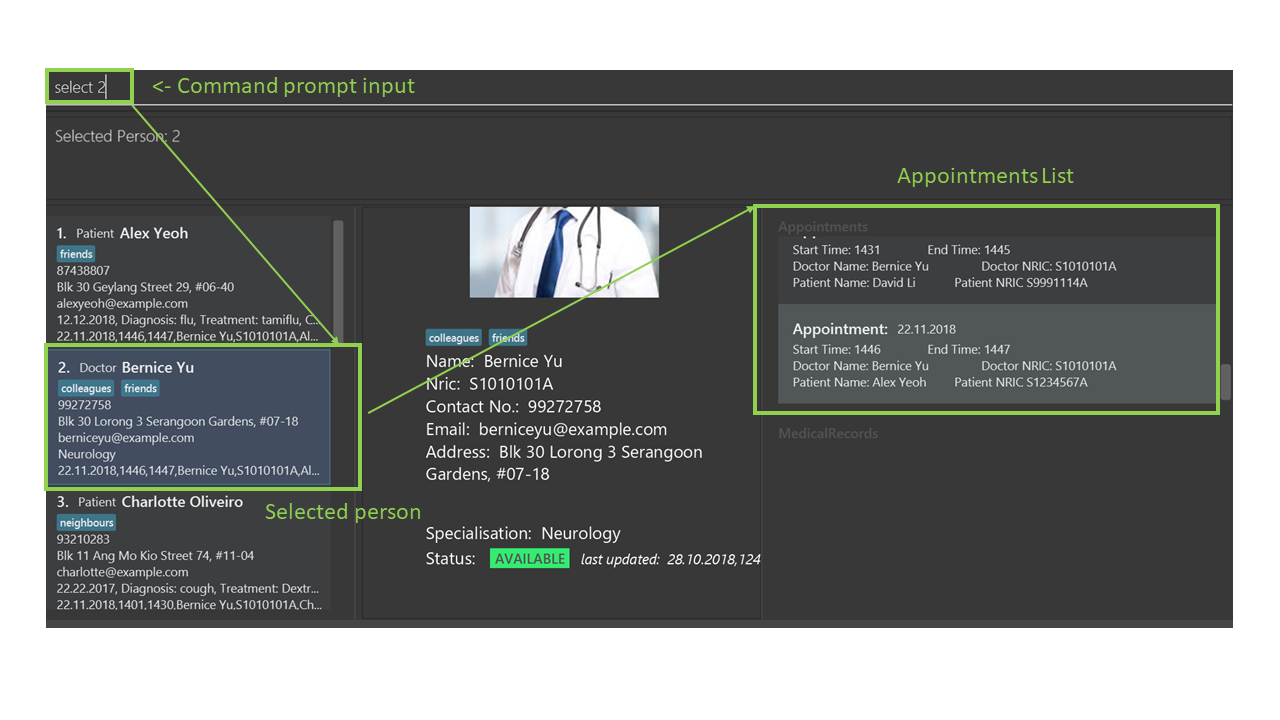 select 2
<- Command prompt input
Selected Person: 2
Appointments List
1. Patient Alex Yeoh
friends
87438807
Blk 30 Geylang Street 29, #06-40
alexyeoh@example.com
12.12.2018, Diagnosis: flu, Treatment: tamiflu, C...
22.11.2018,1446,1447,Bernice Yu,S1010101A,Al...
2. Doctor Bernice Yu
colleagues friends
99272758
Blk 30 Lorong 3 Serangoon Gardens, #07-18
berniceyu@example.com
Neurology
22.11.2018,1446,1447,Bernice Yu,S1010101A,Al...
3. Patient Charlotte Oliveiro
neighbours
93210283
Blk 11 Ang Mo Kio Street 74, #11-04
charlotte@example.com
22.22.2017, Diagnosis: cough, Treatment: Dextr...
22.11.2018,1401,1430,Bernice Yu,S1010101A,Ch...
Selected person
colleagues friends
Name: Bernice Yu
Nric: S1010101A
Contact No.: 99272758
Email: berniceyu@example.com
Address: Blk 30 Lorong 3 Serangoon
Gardens, #07-18
Specialisation: Neurology
Status: AVAILABLE last updated: 28.10.2018,124
Appointments
Start Time: 1431 End Time: 1445
Doctor Name: Bernice Yu Doctor NRIC: S1010101A
Patient Name: David Li Patient NRIC S9991114A
Appointment: 22.11.2018
Start Time: 1446 End Time: 1447
Doctor Name: Bernice Yu Doctor NRIC: S1010101A
Patient Name: Alex Yeoh Patient NRIC S1234567A
MedicalRecords